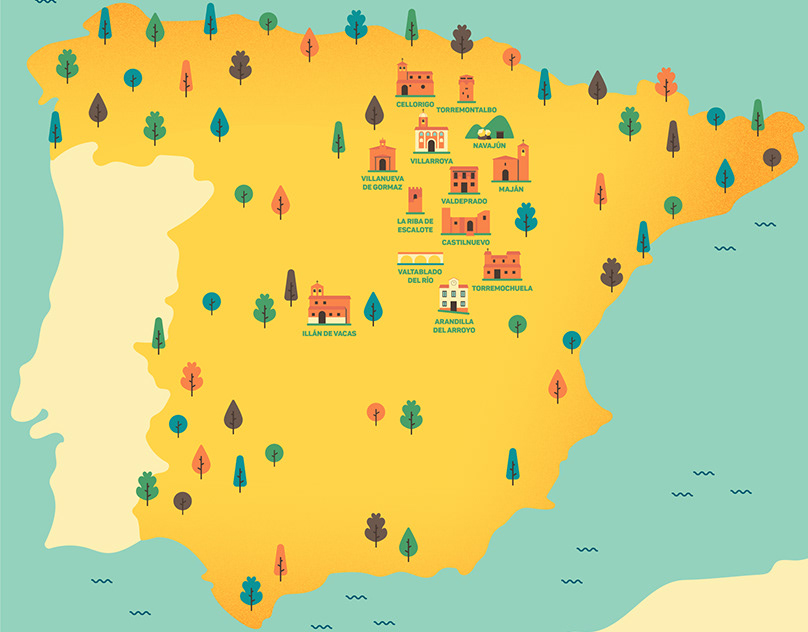 CELLORIGO
TORREMONTALBO
VILLARROYA
NAVAJÚN
VILLANUEVA
DE GORMAZ
MAJÁN
VALDEPRADO
LA RIBA DE
ESCALOTE
CASTILNUEVO
VALTABLADO
DEL RÍO
TORREMOCHUELA
ARANDILLA
DEL ARROYO
ILLÁN DE VACAS